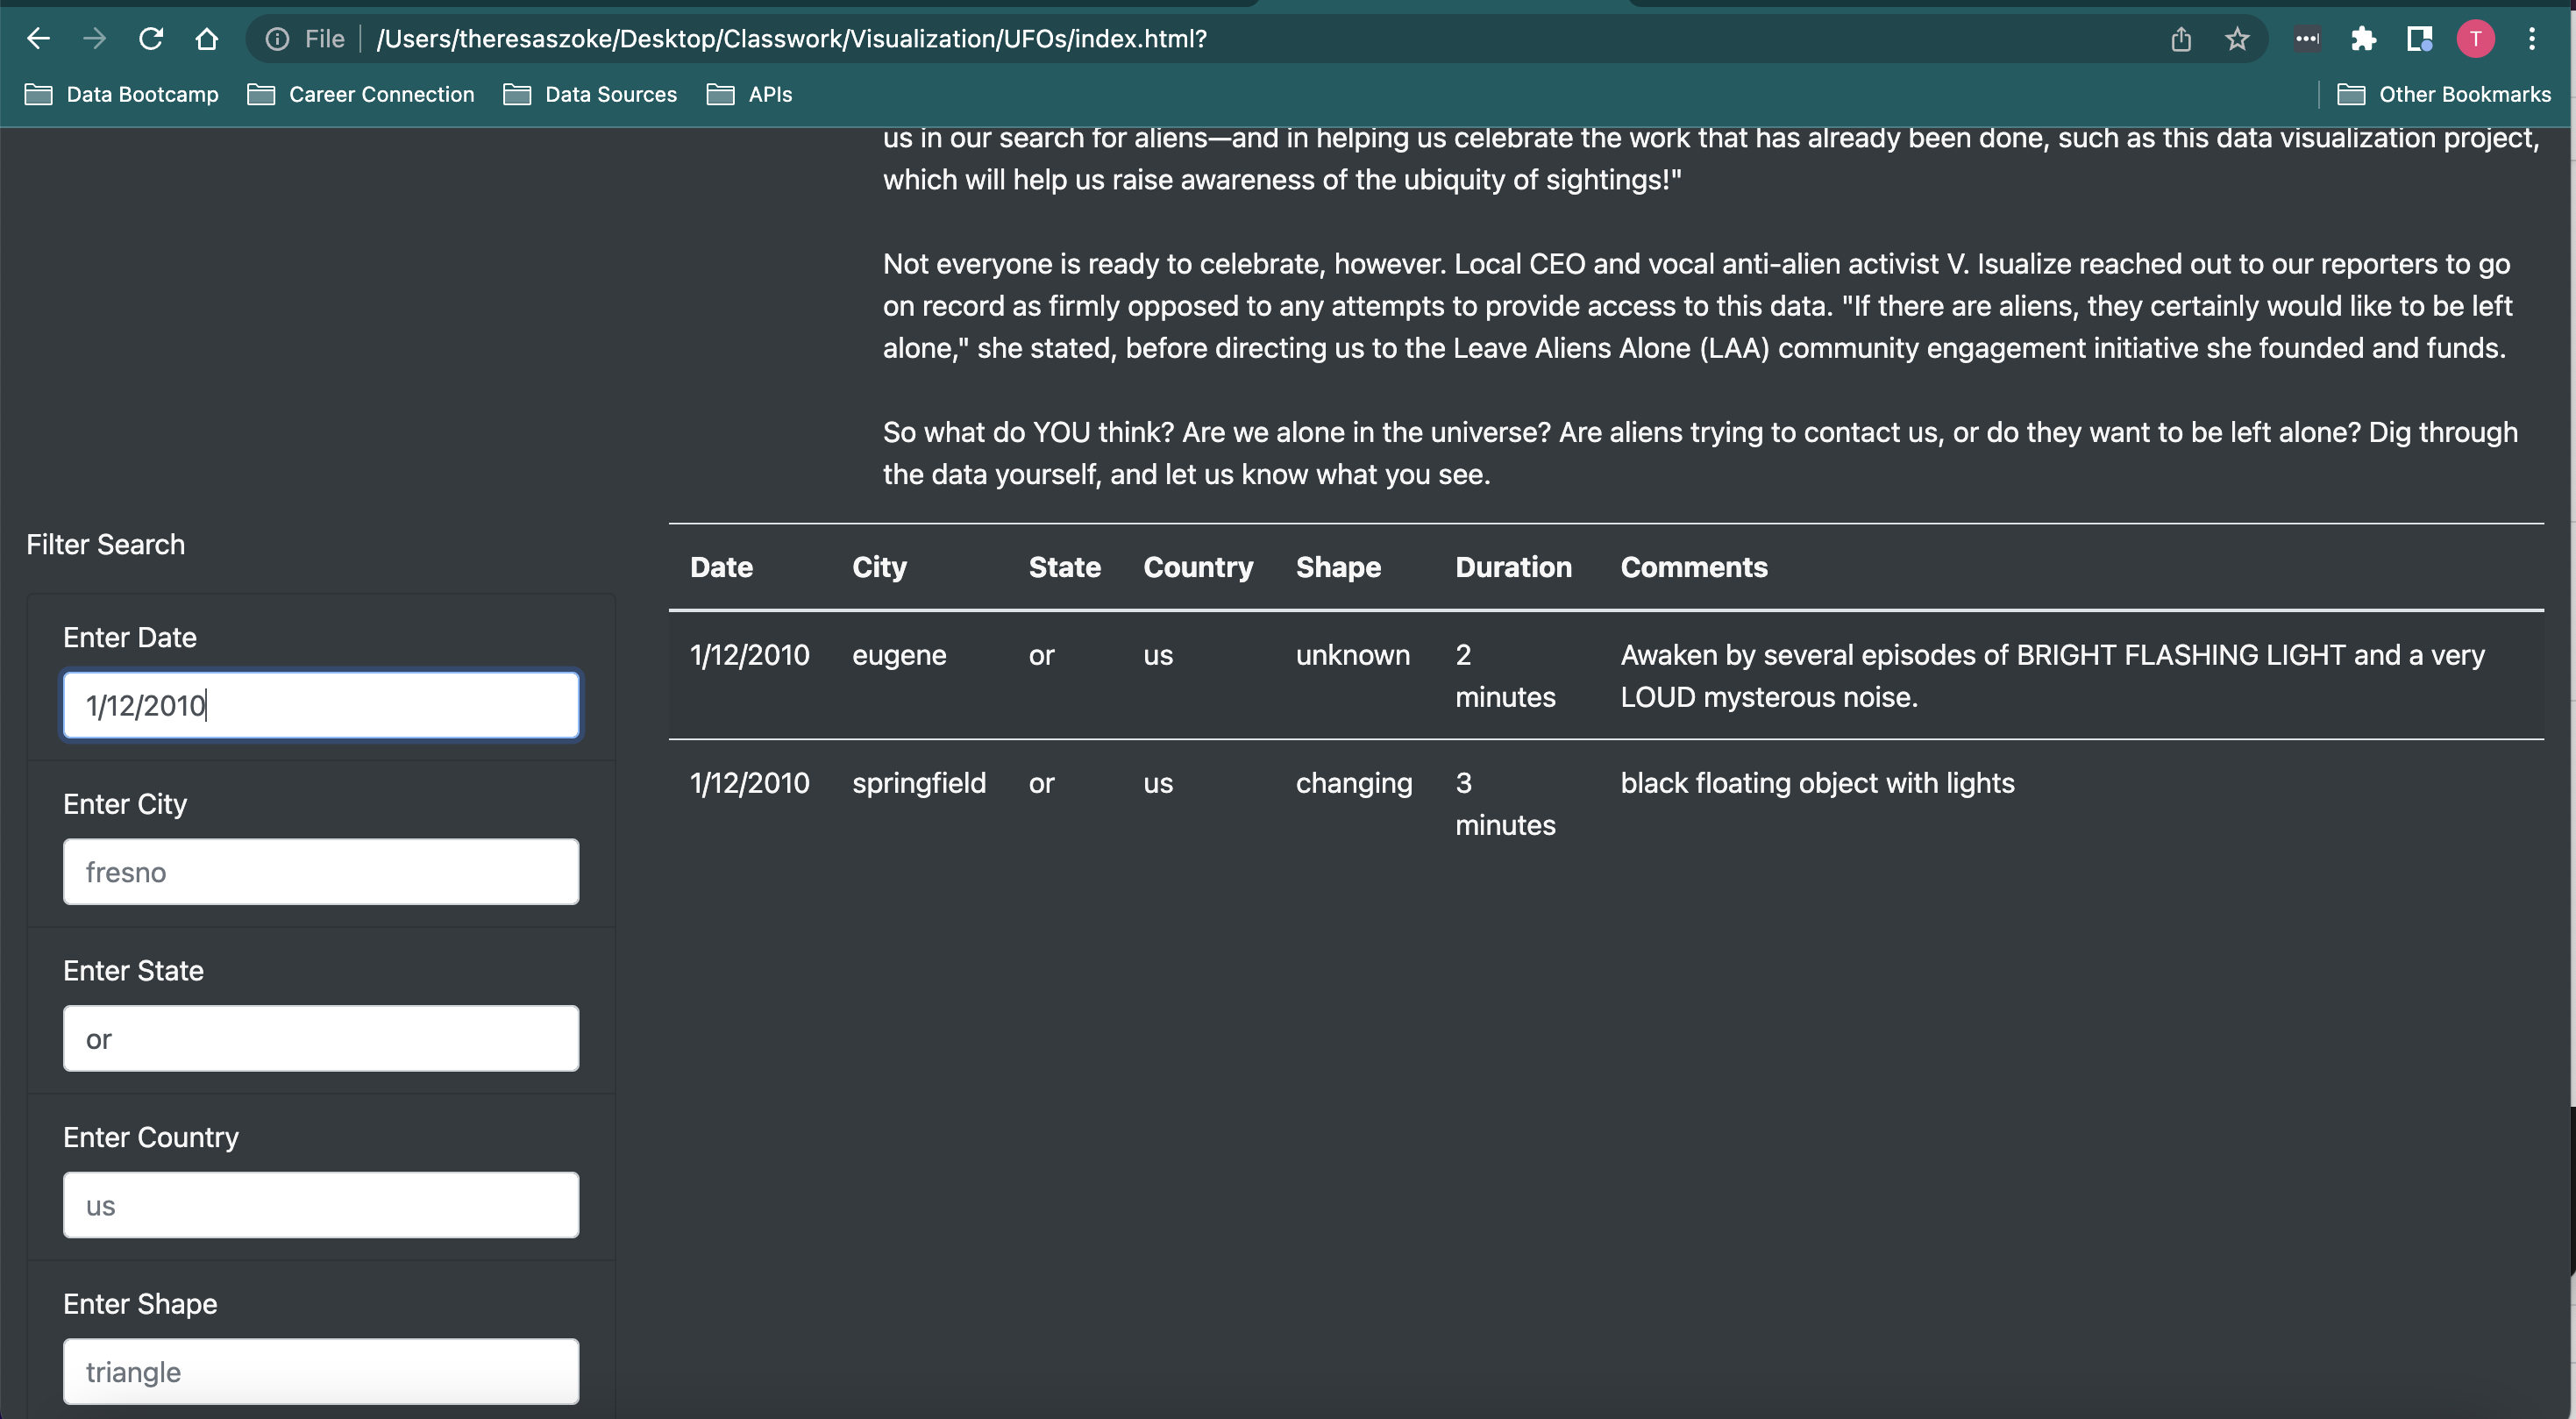 File /Users/theresaszoke/Desktop/Classwork/Visualization/UFOs/index.html?
T
Data Bootcamp Career Connection Data Sources APIs Other Bookmarks
us in our search for aliens—and in helping us celebrate the work that has already been done, such as this data visualization project,
which will help us raise awareness of the ubiquity of sightings!"
Not everyone is ready to celebrate, however. Local CEO and vocal anti-alien activist V. Isualize reached out to our reporters to go
on record as firmly opposed to any attempts to provide access to this data. "If there are aliens, they certainly would like to be left
alone," she stated, before directing us to the Leave Aliens Alone (LAA) community engagement initiative she founded and funds.
So what do YOU think? Are we alone in the universe? Are aliens trying to contact us, or do they want to be left alone? Dig through
the data yourself, and let us know what you see.
Filter Search
Enter Date
1/12/2010
Enter City
fresno
Enter State
or
Enter Country
us
Enter Shape
triangle
Date City State Country Shape Duration Comments
1/12/2010 eugene or us unknown 2 Awaken by several episodes of BRIGHT FLASHING LIGHT and a very
minutes LOUD mysterous noise.
1/12/2010 springfield or us changing 3 black floating object with lights
minutes